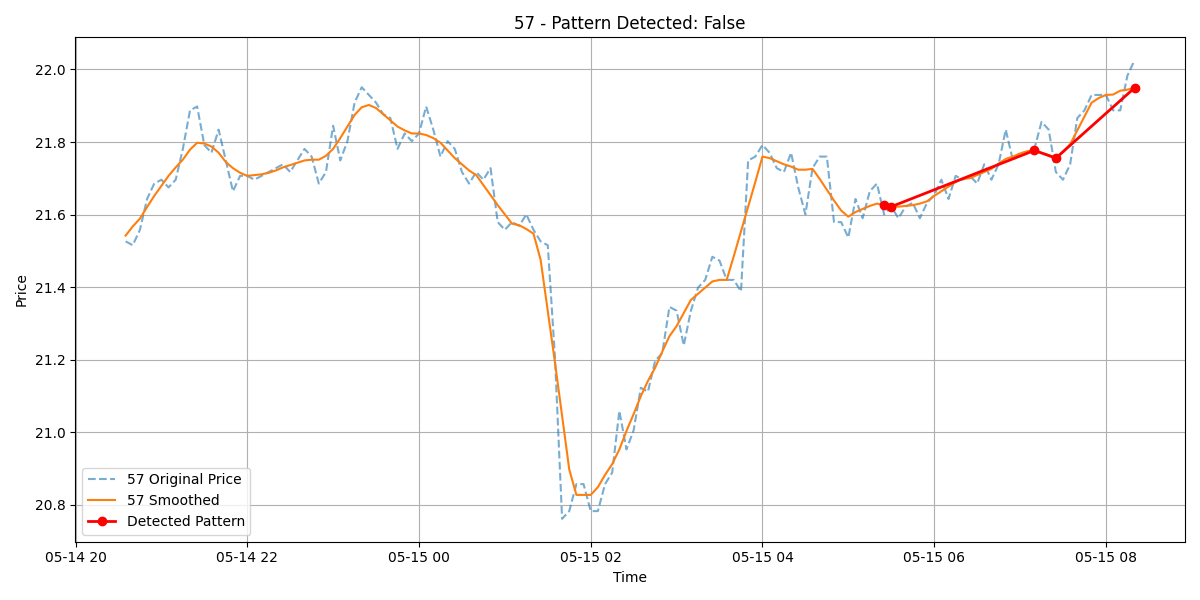 57 - Pattern Detected: False
Price
22.0
21.8
21.6
21.4
21.2
21.0
20.8
57 Original Price
57 Smoothed
Detected Pattern
05-14 20
05-14 22
05-15 00
05-15 02
05-15 04
05-15 06
05-15 08
Time